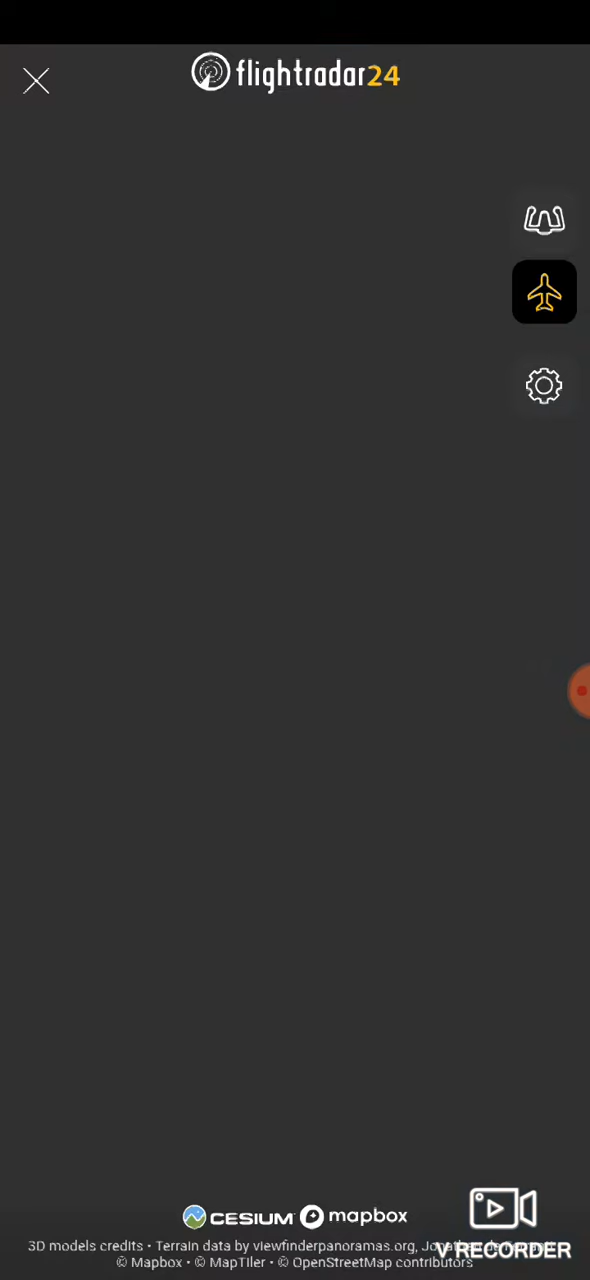 flightradar24
CESIUM mapbox
V RECORDER
3D models credits • Terrain data by viewfinderpanoramas.org,
© Mapbox • © MapTiler • © OpenStreetMap contributors